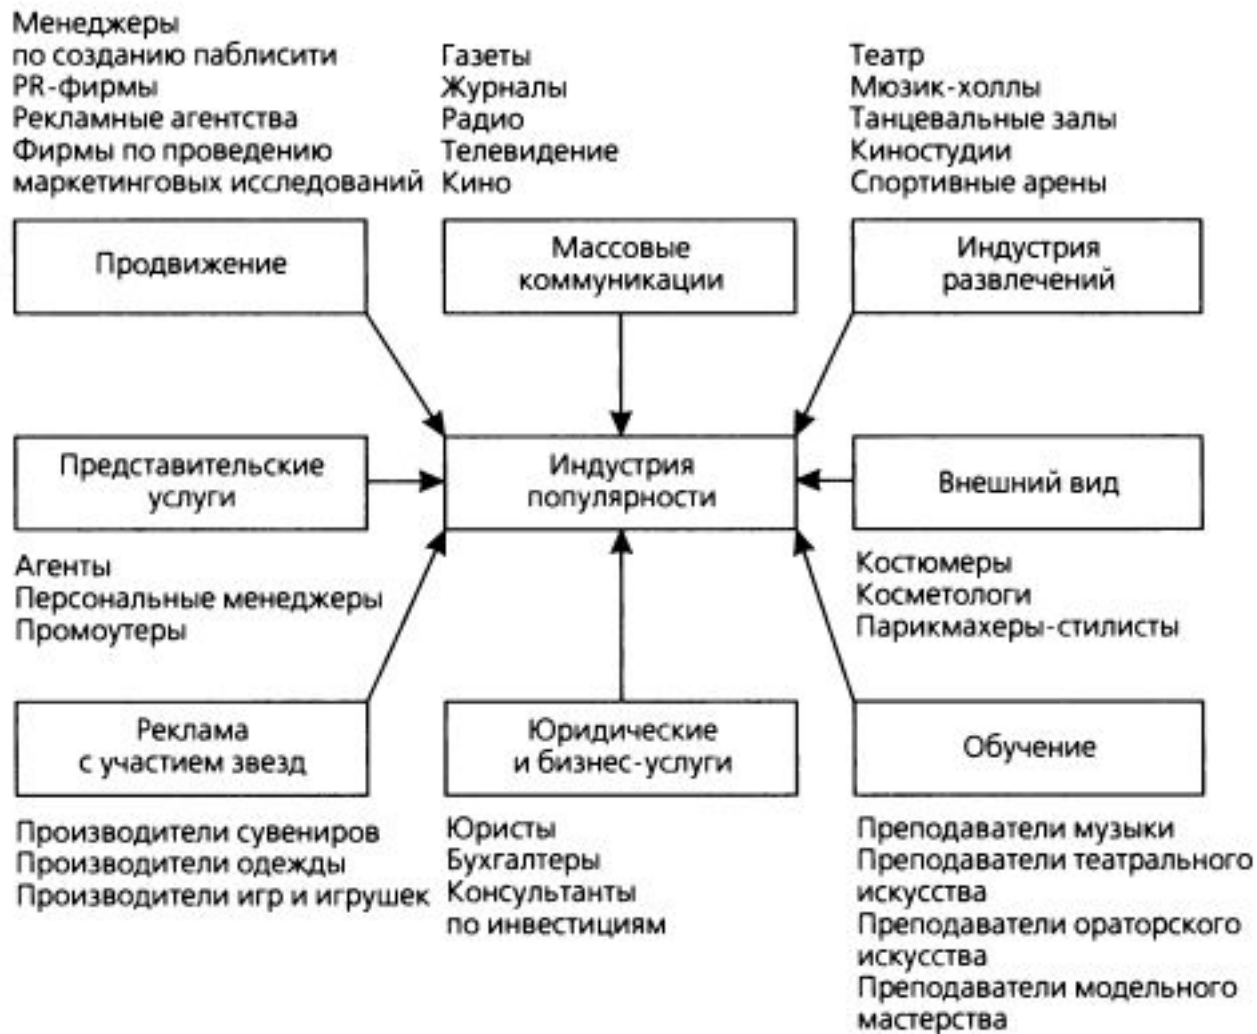 Менеджеры
по созданию паблисити
PR-фирмы
Рекламные агентства
Фирмы по проведению
маркетинговых исследований
Газеты
Журналы
Радио
Телевидение
Кино
Театр
Мюзик-холлы
Танцевальные залы
Киностудии
Спортивные арены
Продвижение
Массовые
коммуникации
Индустрия
развлечений
Представительские
услуги
Индустрия
популярности
Внешний вид
Агенты
Персональные менеджеры
Промоутеры
Костюмеры
Косметологи
Парикмахеры-стилисты
Реклама
с участием звезд
Юридические
и бизнес-услуги
Обучение
Производители сувениров
Производители одежды
Производители игр и игрушек
Юристы
Бухгалтеры
Консультанты
по инвестициям
Преподаватели музыки
Преподаватели театрального
искусства
Преподаватели ораторского
искусства
Преподаватели модельного
мастерства